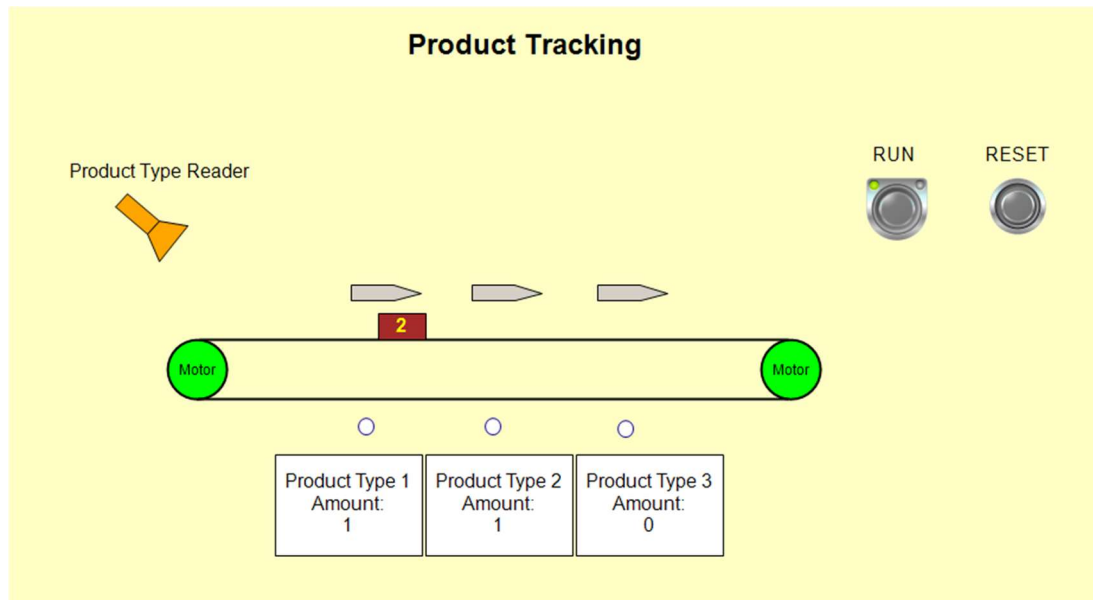 Product Tracking
RUN
RESET
Product Type Reader
2
Motor
Motor
Product Type 1
Amount:
1
Product Type 2
Amount:
1
Product Type 3
Amount:
0